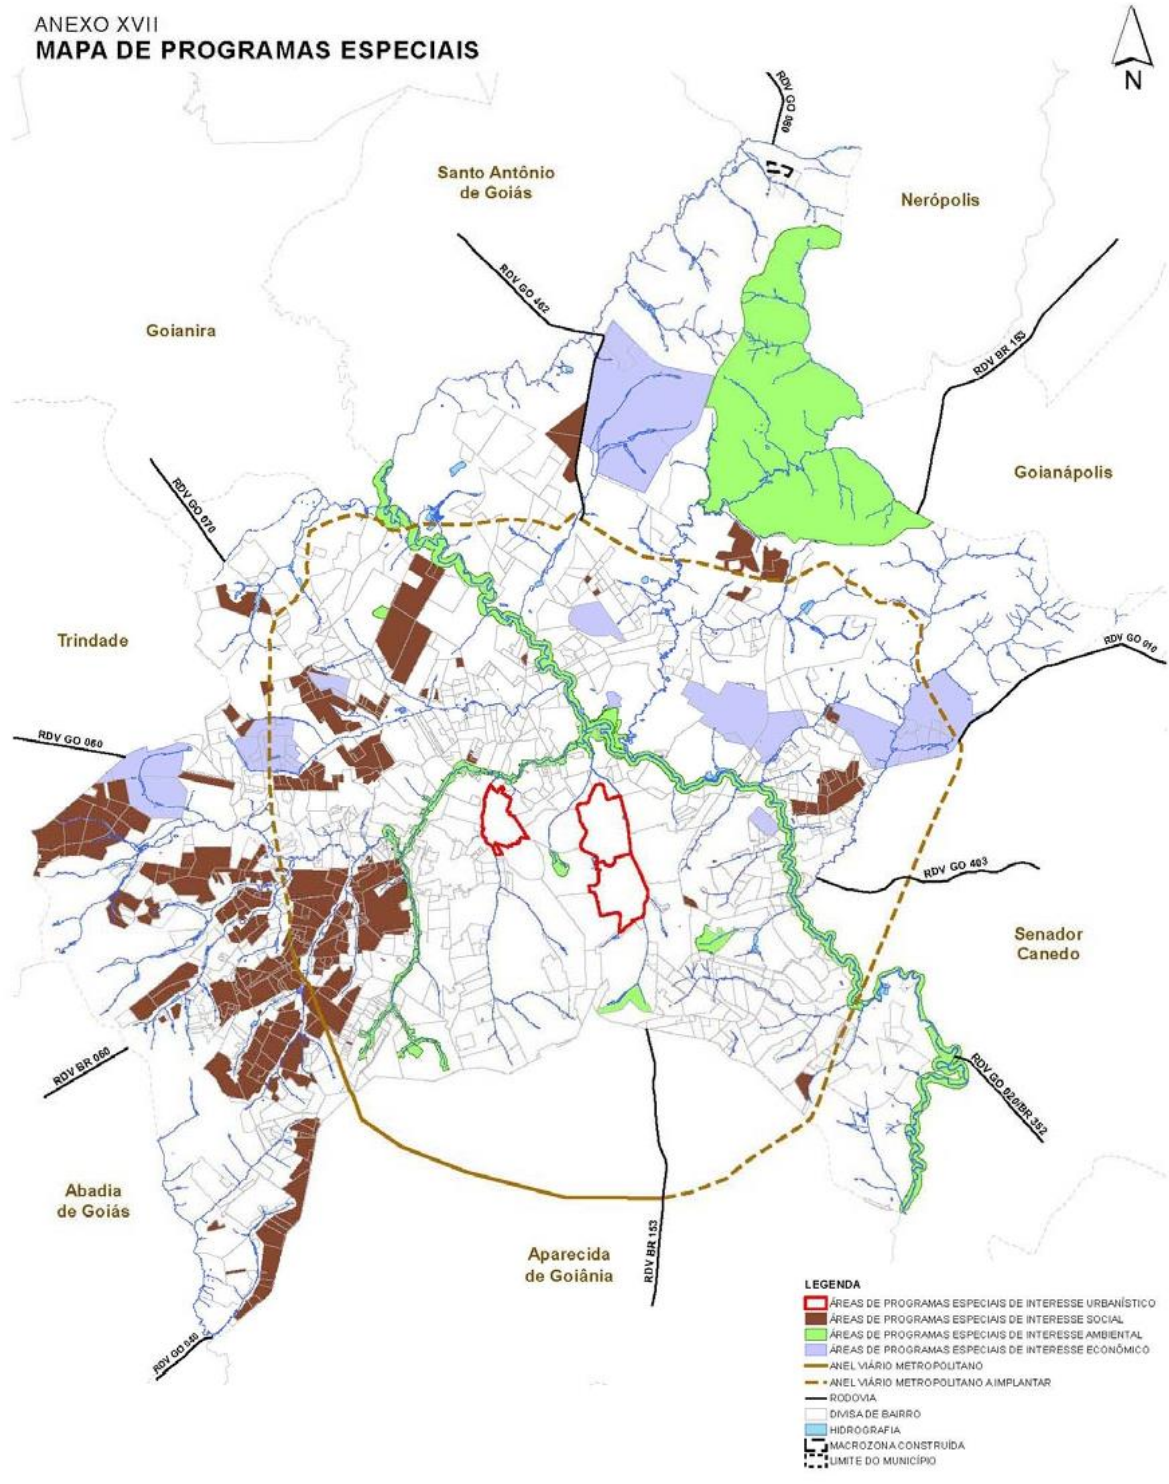 ANEXO XVII
MAPA DE PROGRAMAS ESPECIAIS
N
RDV GO 080
Santo Antônio
de Goiás
Nerópolis
RDV GO 462
Goianira
RDV BR 153
Goianápolis
RDV GO 070
Trindade
RDV GO 010
RDV GO 060
RDV GO 403
Senador
Canedo
RDV BR 060
RDV GO 020/BR 352
Abadia
de Goiás
Aparecida
de Goiânia
RDV BR 153
RDV GO 040
LEGENDA
ÁREAS DE PROGRAMAS ESPECIAIS DE INTERESSE URBANÍSTICO
ÁREAS DE PROGRAMAS ESPECIAIS DE INTERESSE SOCIAL
ÁREAS DE PROGRAMAS ESPECIAIS DE INTERESSE AMBIENTAL
ÁREAS DE PROGRAMAS ESPECIAIS DE INTERESSE ECONÔMICO
ANEL VIÁRIO METROPOLITANO
ANEL VIÁRIO METROPOLITANO A IMPLANTAR
RODOVIA
DIVISA DE BAIRRO
HIDROGRAFIA
MACROZONA CONSTRUÍDA
LIMITE DO MUNICÍPIO